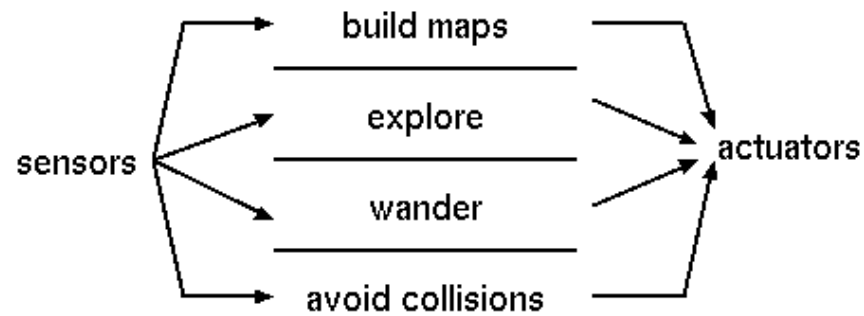 build maps
explore
sensors
actuators
wander
avoid collisions